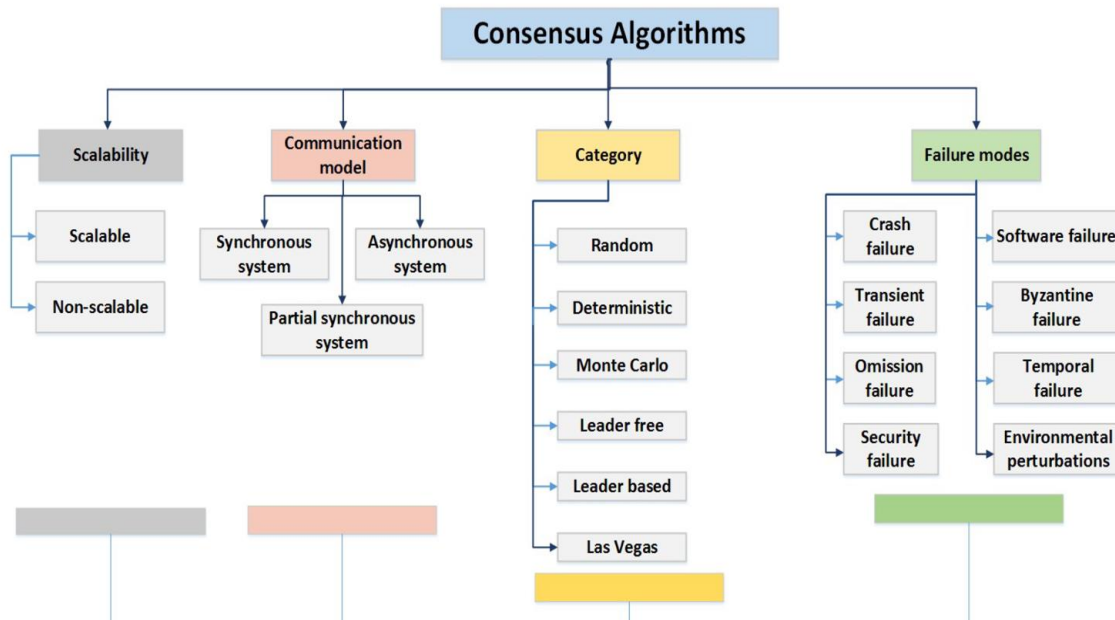 Consensus Algorithms
Scalability
Scalable
Non-scalable
Communication
model
Synchronous
system
Asynchronous
system
Partial synchronous
system
Category
Random
Deterministic
Monte Carlo
Leader free
Leader based
Las Vegas
Failure modes
Crash
failure
Transient
failure
Omission
failure
Security
failure
Software failure
Byzantine
failure
Temporal
failure
Environmental
perturbations